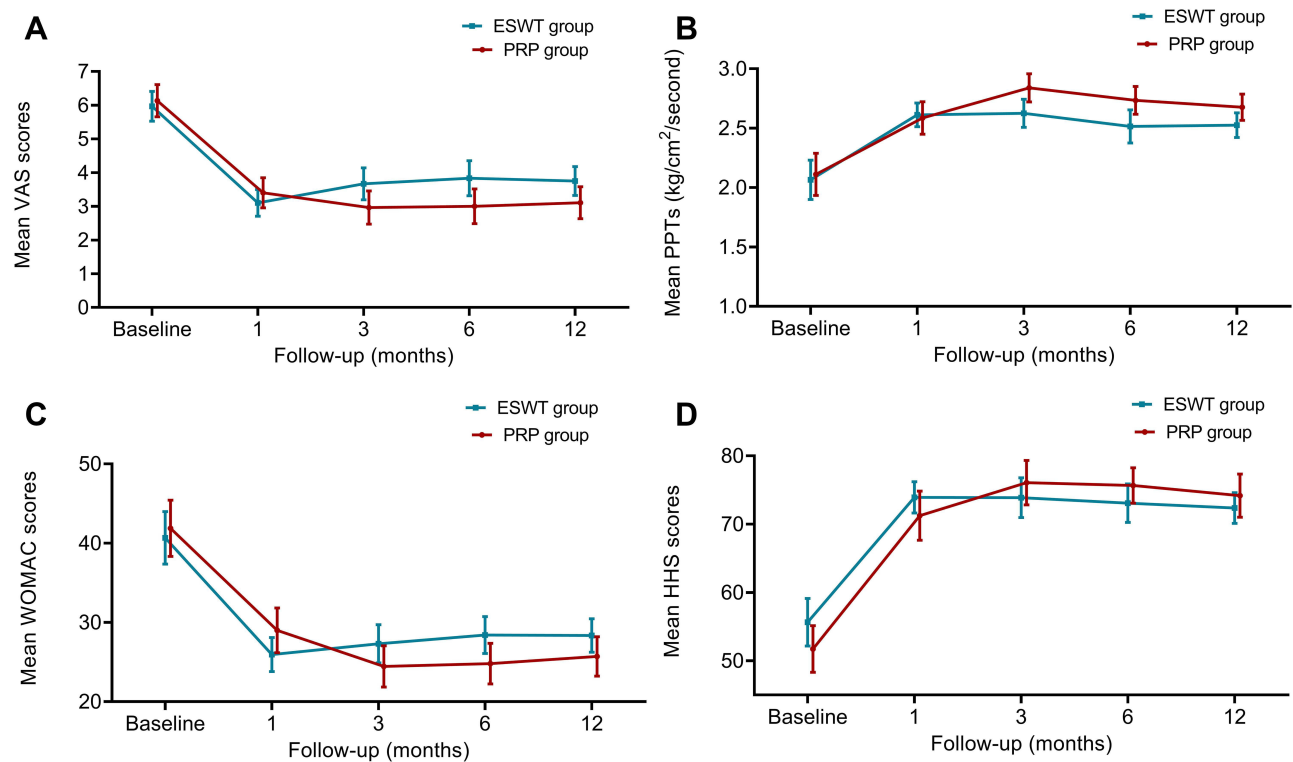 A
ESWT group
PRP group
Mean VAS scores
7
6
5
4
3
2
1
0
Baseline 1 3 6 12
Follow-up (months)
B
ESWT group
PRP group
Mean PPTs (kg/cm²/second)
3.0
2.5
2.0
1.5
1.0
Baseline 1 3 6 12
Follow-up (months)
C
ESWT group
PRP group
Mean WOMAC scores
50
40
30
20
Baseline 1 3 6 12
Follow-up (months)
D
ESWT group
PRP group
Mean HHS scores
80
70
60
50
Baseline 1 3 6 12
Follow-up (months)